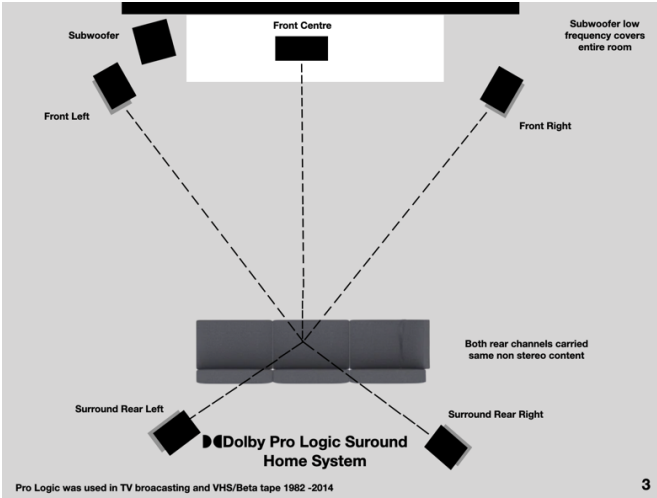 Front Centre
Subwoofer
Subwoofer low
frequency covers
entire room
Front Left
Front Right
Both rear channels carried
same non stereo content
Surround Rear Left
Surround Rear Right
Dolby Pro Logic Suround
Home System
Pro Logic was used in TV broacasting and VHS/Beta tape 1982 -2014
3